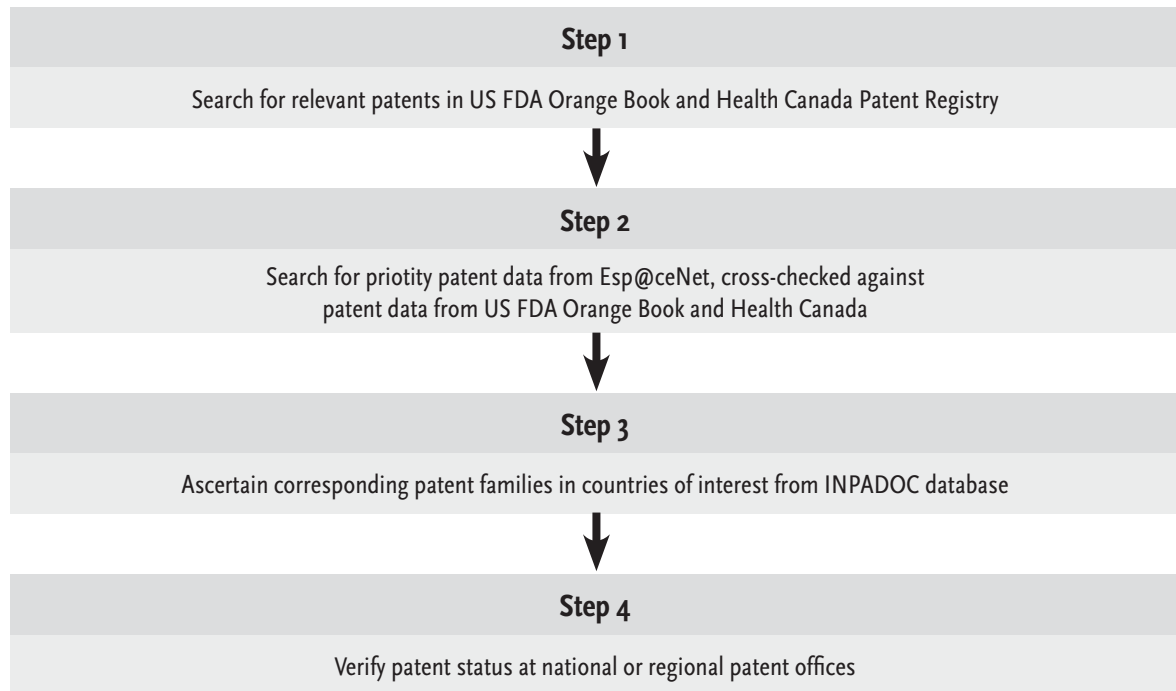 Step 1
Search for relevant patents in US FDA Orange Book and Health Canada Patent Registry
Step 2
Search for priotity patent data from Esp@ceNet, cross-checked against
patent data from US FDA Orange Book and Health Canada
Step 3
Ascertain corresponding patent families in countries of interest from INPADOC database
Step 4
Verify patent status at national or regional patent offices